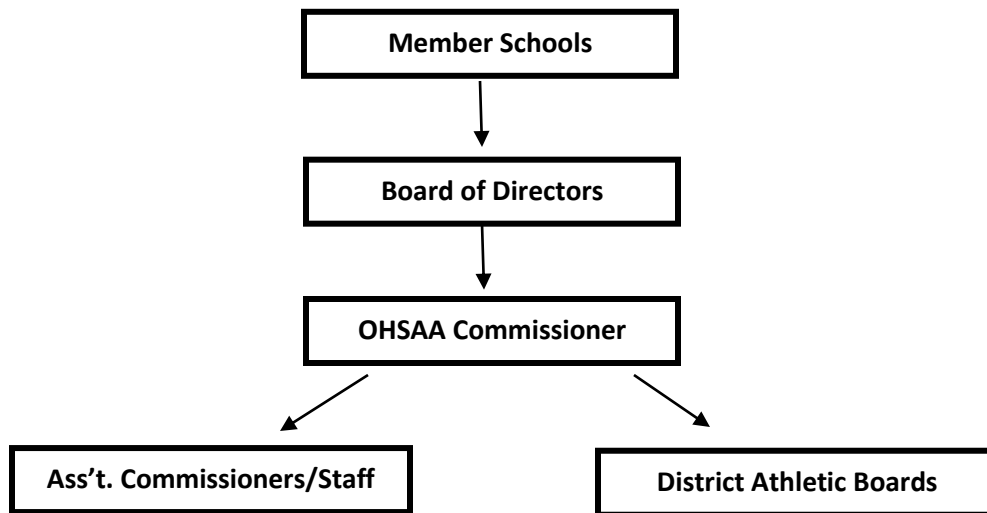 Member Schools
Board of Directors
OHSAA Commissioner
Ass’t. Commissioners/Staff
District Athletic Boards